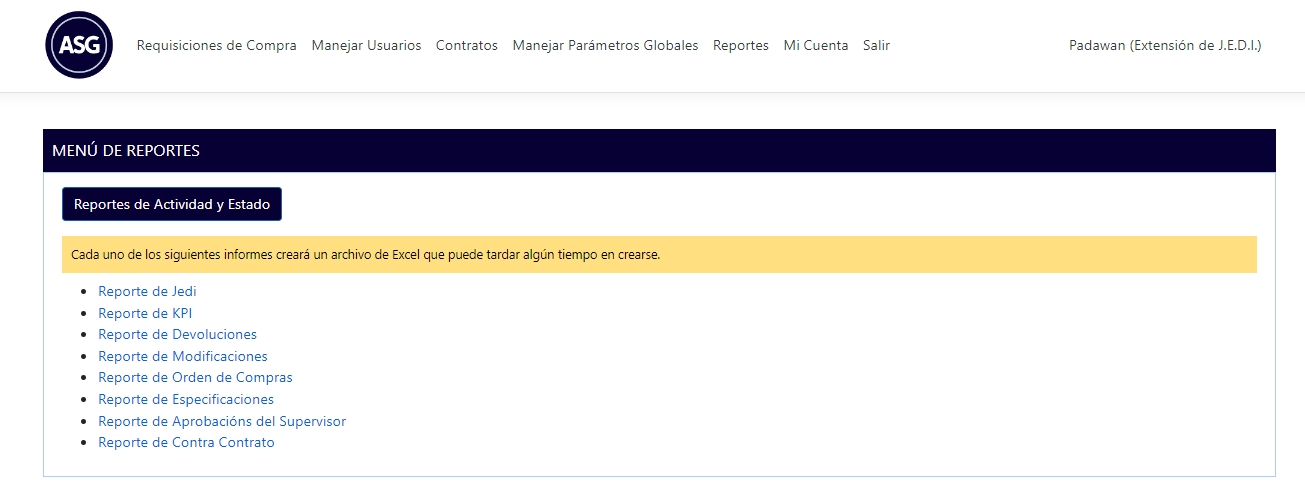 ASG
Requisiciones de Compra Manejar Usuarios Contratos Manejar Parámetros Globales Reportes Mi Cuenta Salir Padawan (Extensión de J.E.D.I.)
MENÚ DE REPORTES
Reportes de Actividad y Estado
Cada uno de los siguientes informes creará un archivo de Excel que puede tardar algún tiempo en crearse.
Reporte de Jedi
Reporte de KPI
Reporte de Devoluciones
Reporte de Modificaciones
Reporte de Orden de Compras
Reporte de Especificaciones
Reporte de Aprobacións del Supervisor
Reporte de Contra Contrato